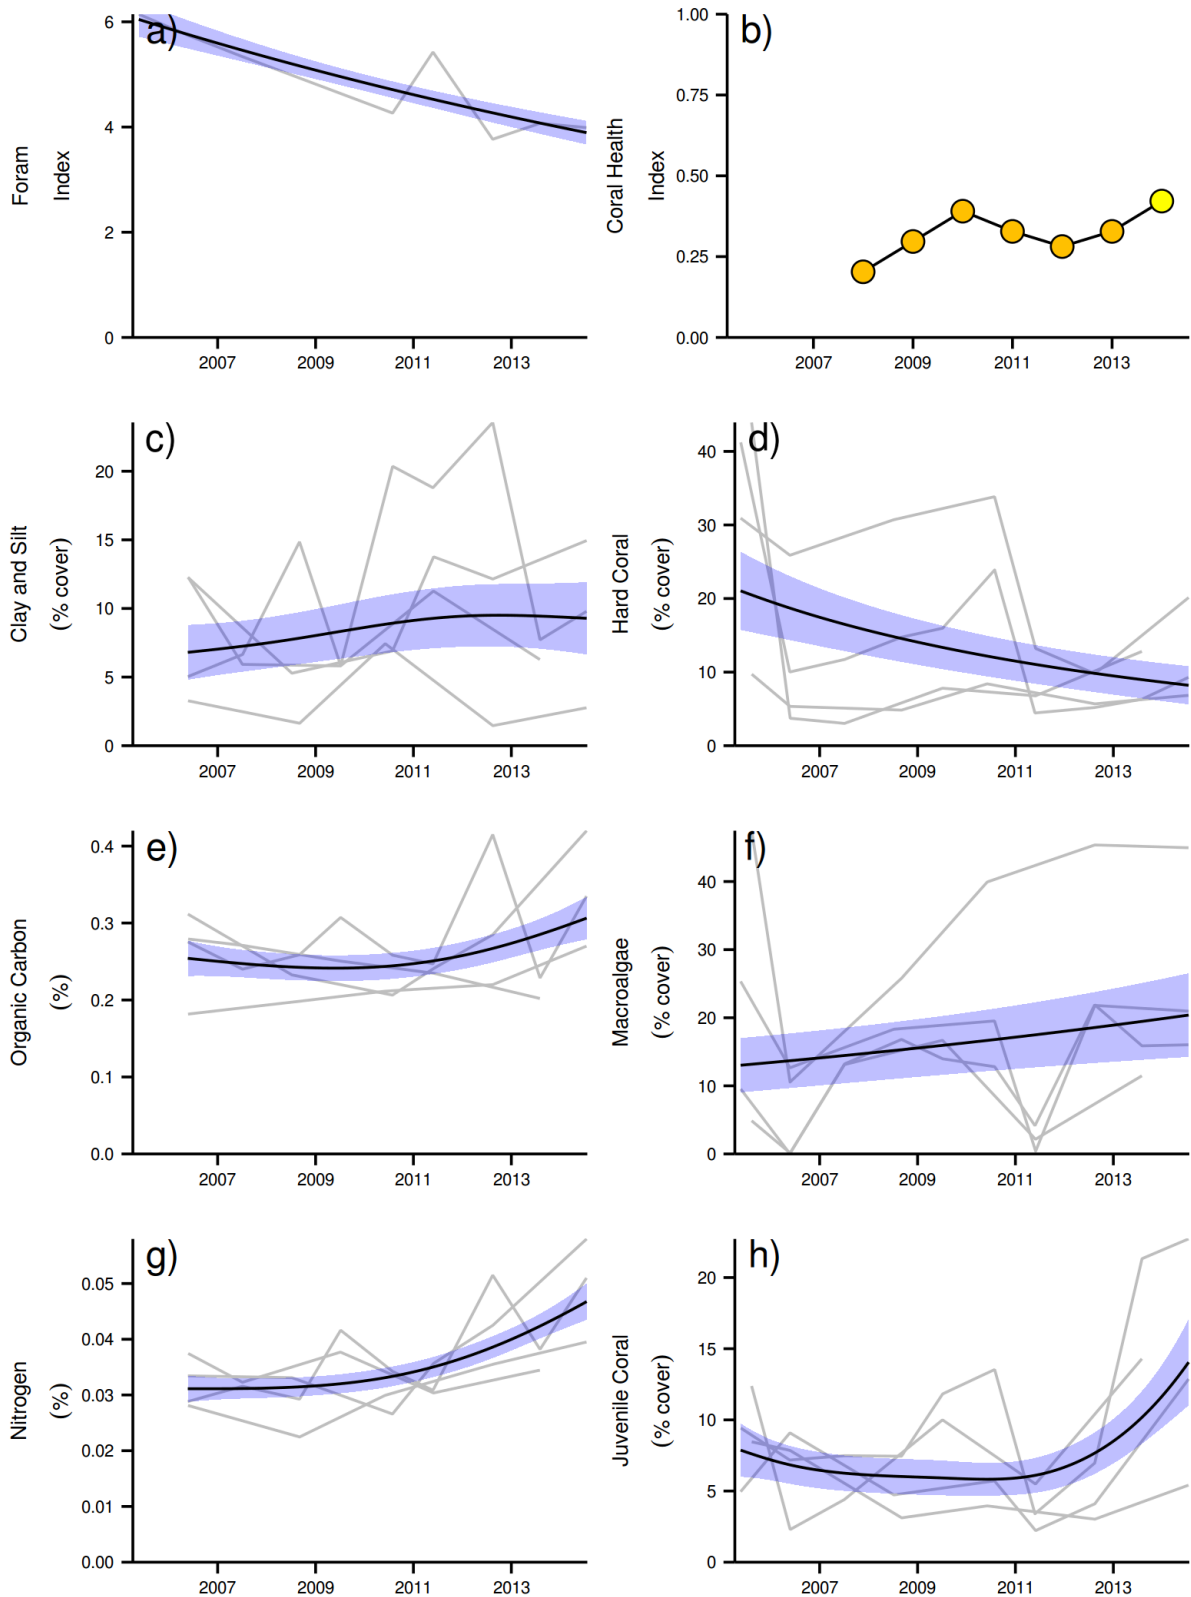 a)
Foram
Index
6
4
2
0
2007 2009 2011 2013
b)
Coral Health
Index
1.00
0.75
0.50
0.25
0.00
2007 2009 2011 2013
c)
Clay and Silt
(% cover)
20
15
10
5
0
2007 2009 2011 2013
d)
Hard Coral
(% cover)
40
30
20
10
0
2007 2009 2011 2013
e)
Organic Carbon
(%)
0.4
0.3
0.2
0.1
0.0
2007 2009 2011 2013
f)
Macroalgae
(% cover)
40
30
20
10
0
2007 2009 2011 2013
g)
Nitrogen
(%)
0.05
0.04
0.03
0.02
0.01
0.00
2007 2009 2011 2013
h)
Juvenile Coral
(% cover)
20
15
10
5
0
2007 2009 2011 2013